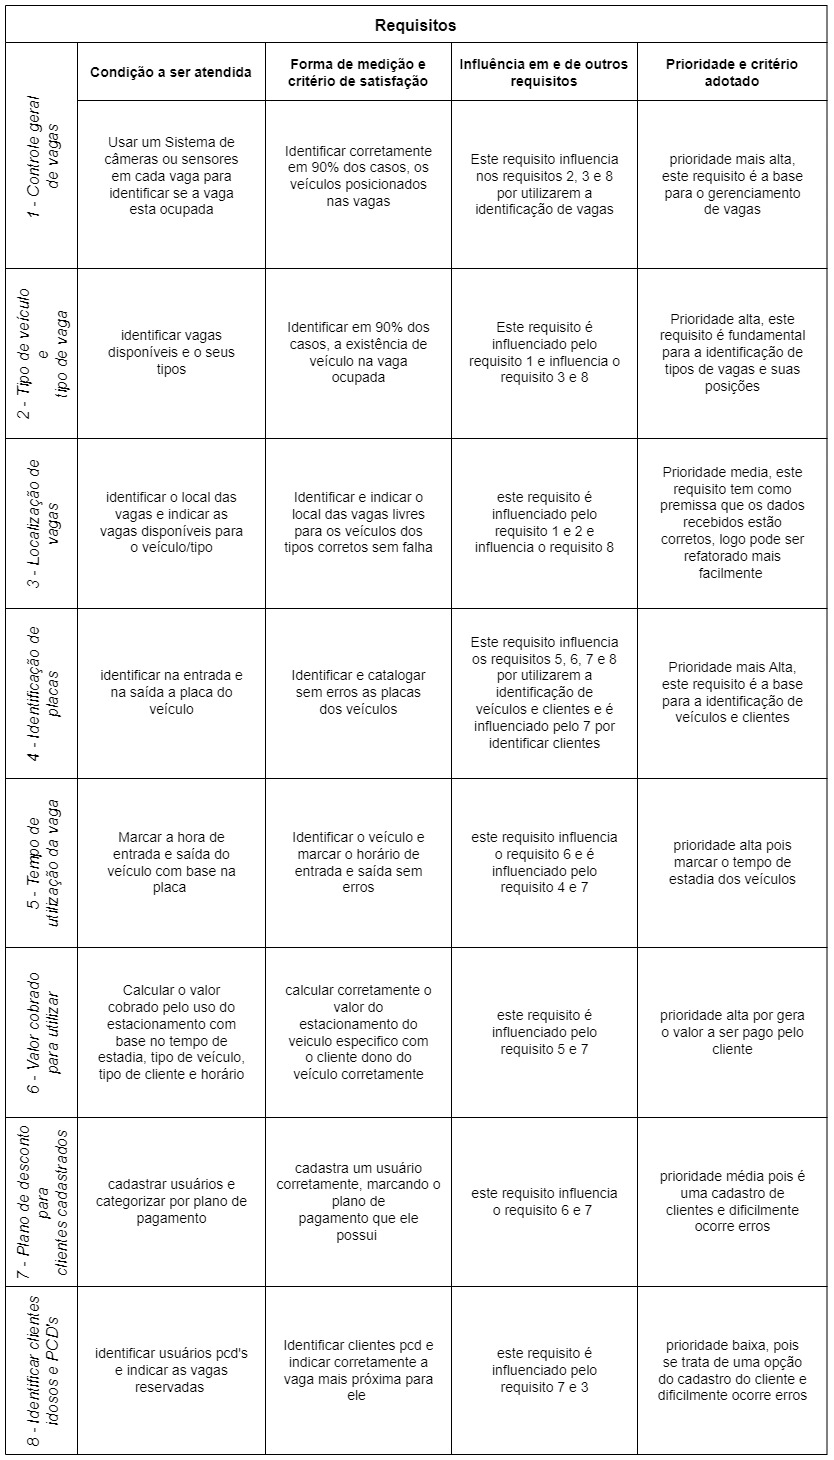 Requisitos
Condição a ser atendida
Forma de medição e
critério de satisfação
Influência em e de outros
requisitos
Prioridade e critério
adotado
1 - Controle geral
de vagas
Usar um Sistema de
câmeras ou sensores
em cada vaga para
identificar se a vaga
esta ocupada
Identificar corretamente
em 90% dos casos, os
veículos posicionados
nas vagas
Este requisito influencia
nos requisitos 2, 3 e 8
por utilizarem a
identificação de vagas
prioridade mais alta,
este requisito é a base
para o gerenciamento
de vagas
2 - Tipo de veículo
e
tipo de vaga
identificar vagas
disponíveis e o seus
tipos
Identificar em 90% dos
casos, a existência de
veículo na vaga
ocupada
Este requisito é
influenciado pelo
requisito 1 e influencia o
requisito 3 e 8
Prioridade alta, este
requisito é fundamental
para a identificação de
tipos de vagas e suas
posições
3 - Localização de
vagas
identificar o local das
vagas e indicar as
vagas disponíveis para
o veículo/tipo
Identificar e indicar o
local das vagas livres
para os veículos dos
tipos corretos sem falha
este requisito é
influenciado pelo
requisito 1 e 2 e
influencia o requisito 8
Prioridade media, este
requisito tem como
premissa que os dados
recebidos estão
corretos, logo pode ser
refatorado mais
facilmente
4 - Identificação de
placas
identificar na entrada e
na saída a placa do
veículo
Identificar e catalogar
sem erros as placas
dos veículos
Este requisito influencia
os requisitos 5, 6, 7 e 8
por utilizarem a
identificação de
veículos e clientes e é
influenciado pelo 7 por
identificar clientes
Prioridade mais Alta,
este requisito é a base
para a identificação de
veículos e clientes
5 - Tempo de
utilização da vaga
Marcar a hora de
entrada e saída do
veículo com base na
placa
Identificar o veículo e
marcar o horário de
entrada e saída sem
erros
este requisito influencia
o requisito 6 e é
influenciado pelo
requisito 4 e 7
prioridade alta pois
marcar o tempo de
estadia dos veículos
6 - Valor cobrado
para utilizar
Calcular o valor
cobrado pelo uso do
estacionamento com
base no tempo de
estadia, tipo de veículo,
tipo de cliente e horário
calcular corretamente o
valor do
estacionamento do
veiculo especifico com
o cliente dono do
veículo corretamente
este requisito é
influenciado pelo
requisito 5 e 7
prioridade alta por gera
o valor a ser pago pelo
cliente
7 - Plano de desconto
para
clientes cadastrados
cadastrar usuários e
categorizar por plano de
pagamento
cadastra um usuário
corretamente, marcando o
plano de
pagamento que ele
possui
este requisito influencia
o requisito 6 e 7
prioridade média pois é
uma cadastro de
clientes e dificilmente
ocorre erros
8 - Identificar clientes
idosos e PCD's
identificar usuários pcd's
e indicar as vagas
reservadas
Identificar clientes pcd e
indicar corretamente a
vaga mais próxima para
ele
este requisito é
influenciado pelo
requisito 7 e 3
prioridade baixa, pois
se trata de uma opção
do cadastro do cliente e
dificilmente ocorre erros